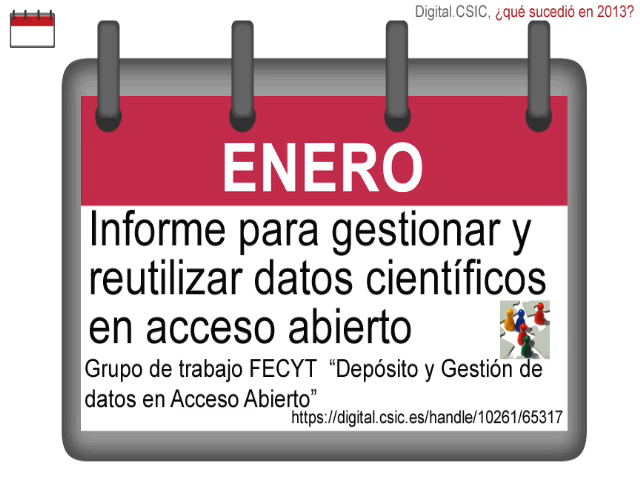 Digital.CSIC, ¿qué sucedió en 2013?
ENERO
Informe para gestionar y
reutilizar datos científicos
en acceso abierto
Grupo de trabajo FECYT “Depósito y Gestión de
datos en Acceso Abierto”
https://digital.csic.es/handle/10261/65317